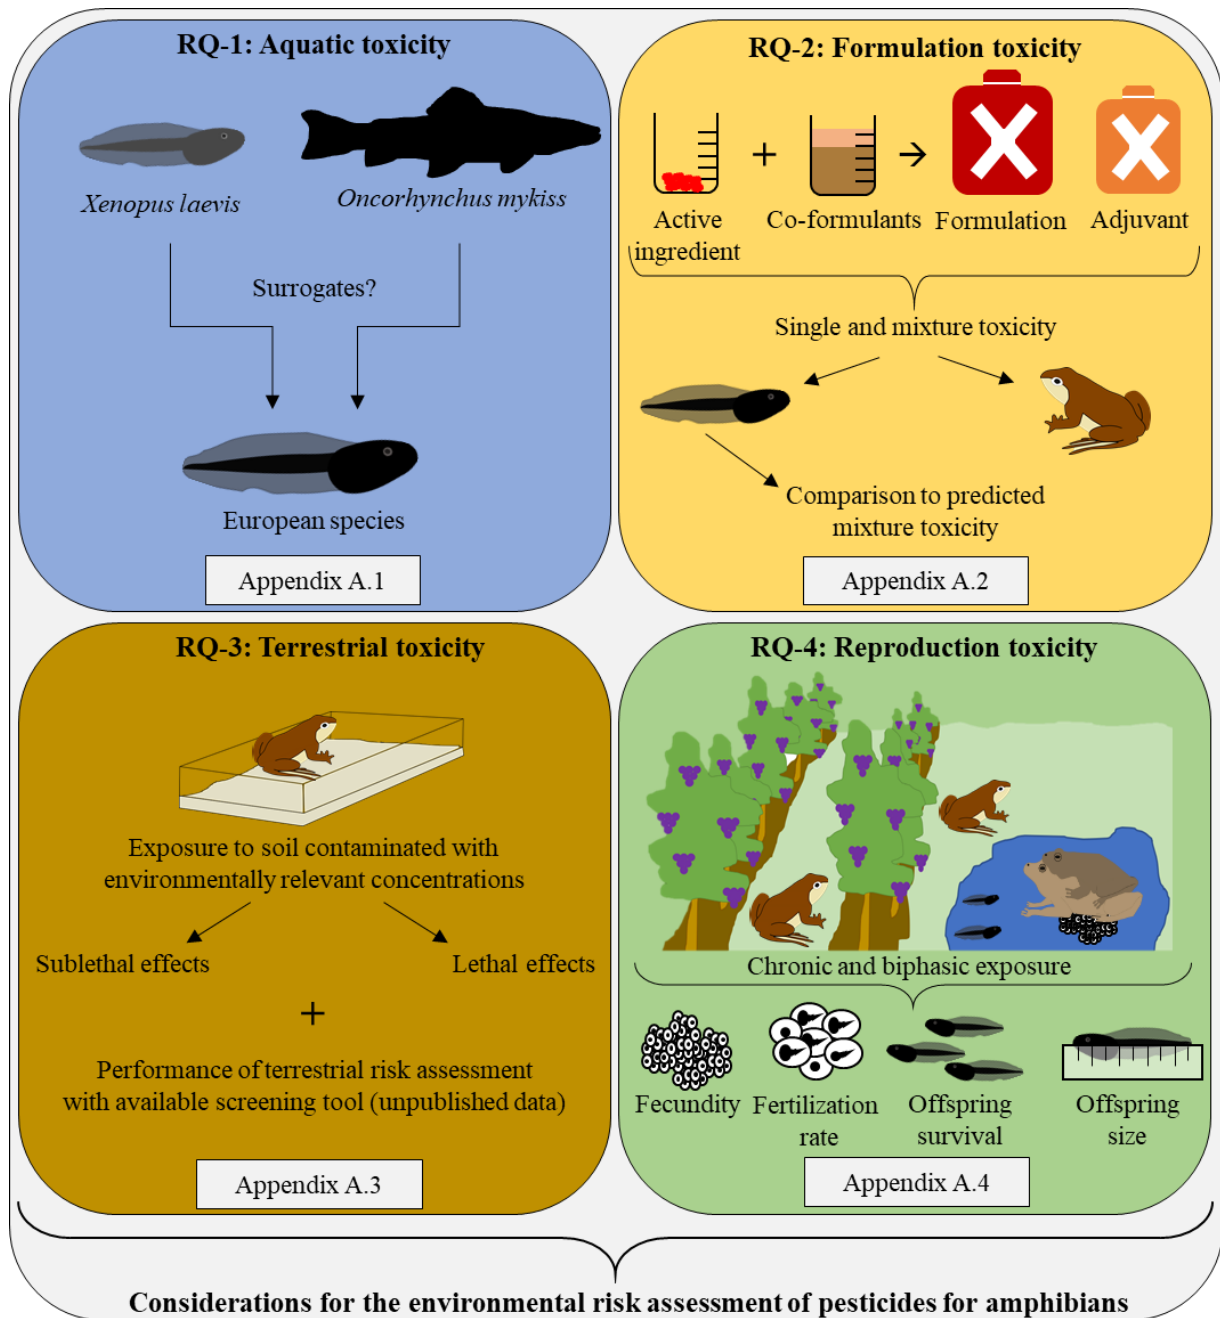 RQ-1: Aquatic toxicity
Xenopus laevis
Oncorhynchus mykiss
Surrogates?
European species
Appendix A.1
RQ-2: Formulation toxicity
+
→
Active
ingredient
Co-formulants
Formulation
Adjuvant
Single and mixture toxicity
Comparison to predicted
mixture toxicity
Appendix A.2
RQ-3: Terrestrial toxicity
Exposure to soil contaminated with
environmentally relevant concentrations
Sublethal effects
Lethal effects
+
Performance of terrestrial risk assessment
with available screening tool (unpublished data)
Appendix A.3
RQ-4: Reproduction toxicity
Chronic and biphasic exposure
Fecundity
Fertilization
rate
Offspring
survival
Offspring
size
Appendix A.4
Considerations for the environmental risk assessment of pesticides for amphibians